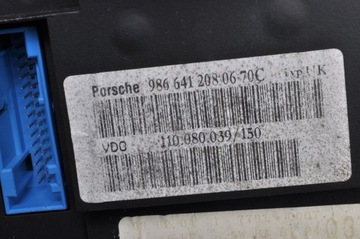 Porsche 986 641 208 06 70C
VDO 110.080.039/150